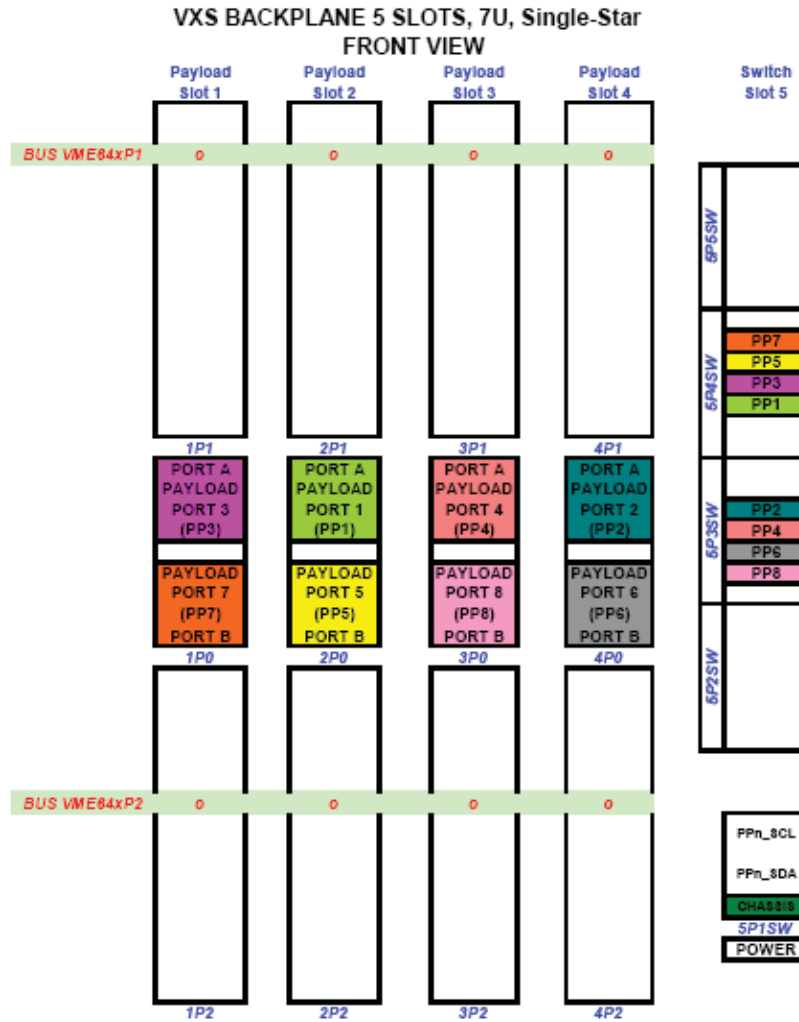 VXS BACKPLANE 5 SLOTS, 7U, Single-Star
FRONT VIEW
Payload Slot 1
Payload Slot 2
Payload Slot 3
Payload Slot 4
Switch Slot 5
BUS VME64xP1
o o o o
1P1 2P1 3P1 4P1
PORT A
PAYLOAD
PORT 3
(PP3)
PORT A
PAYLOAD
PORT 1
(PP1)
PORT A
PAYLOAD
PORT 4
(PP4)
PORT A
PAYLOAD
PORT 2
(PP2)
PAYLOAD
PORT 7
(PP7)
PORT B
PAYLOAD
PORT 5
(PP5)
PORT B
PAYLOAD
PORT 8
(PP8)
PORT B
PAYLOAD
PORT 6
(PP6)
PORT B
1P0 2P0 3P0 4P0
BUS VME64xP2
o o o o
1P2 2P2 3P2 4P2
5P5SW
5P4SW
PP7
PP5
PP3
PP1
5P3SW
PP2
PP4
PP6
PP8
5P2SW
PPn_SCL
PPn_SDA
CHASSIS
5P1SW
POWER